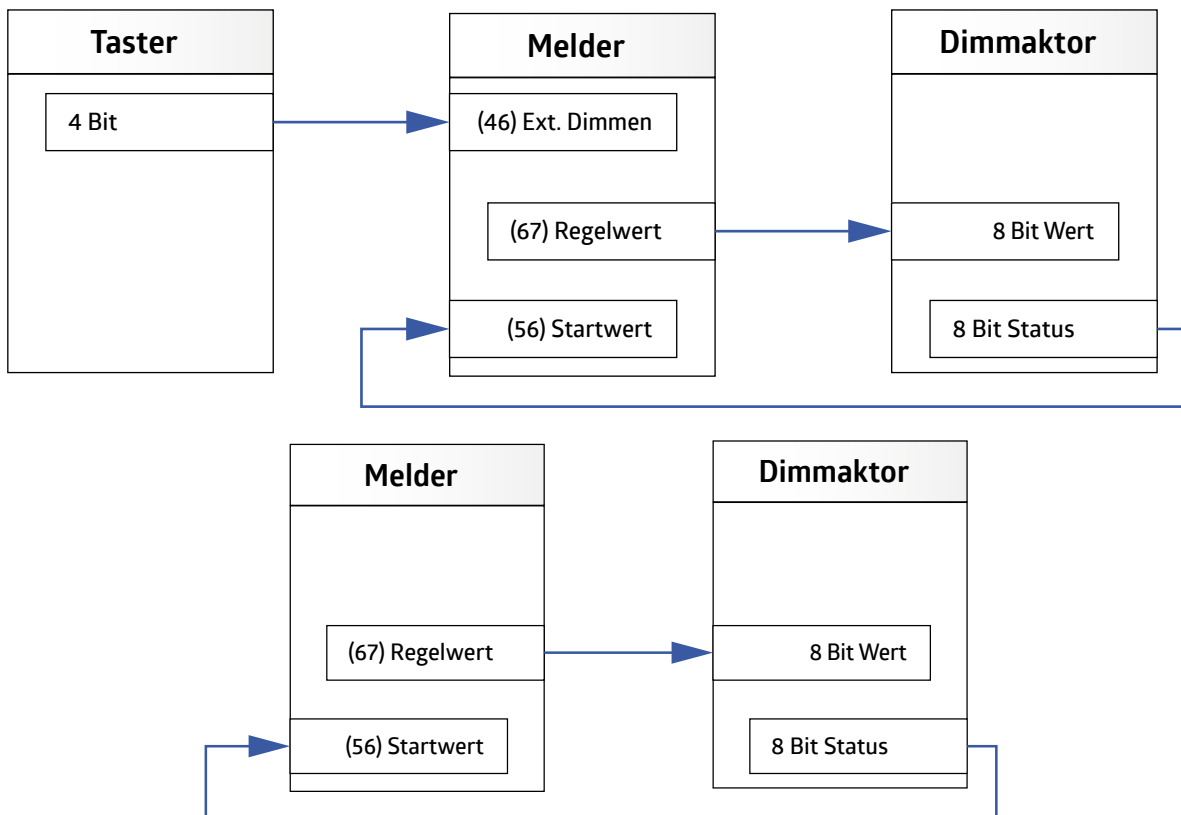 Taster
Melder
Dimmaktor
4 Bit
(46) Ext. Dimmen
(67) Regelwert
8 Bit Wert
(56) Startwert
8 Bit Status
Melder
Dimmaktor
(67) Regelwert
8 Bit Wert
(56) Startwert
8 Bit Status